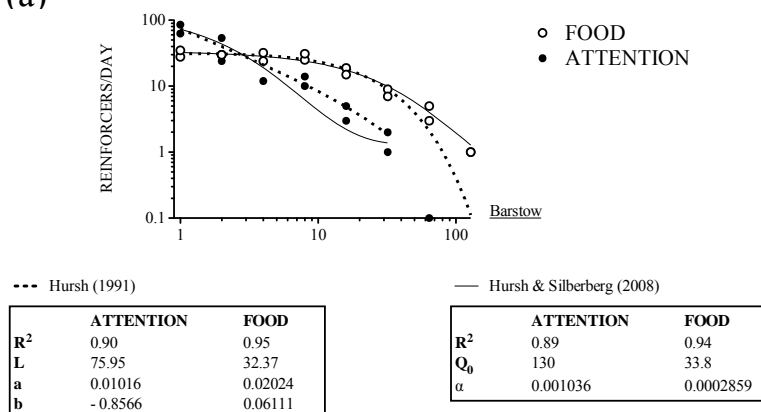 (a)
100
10
1
0.1
REINFORCERS/DAY
1 10 100
FOOD
ATTENTION
Barstow
Hursh (1991)
ATTENTION FOOD
R² 0.90 0.95
L 75.95 32.37
a 0.01016 0.02024
b - 0.8566 0.06111
Hursh & Silberberg (2008)
ATTENTION FOOD
R² 0.89 0.94
Q₀ 130 33.8
α 0.001036 0.0002859